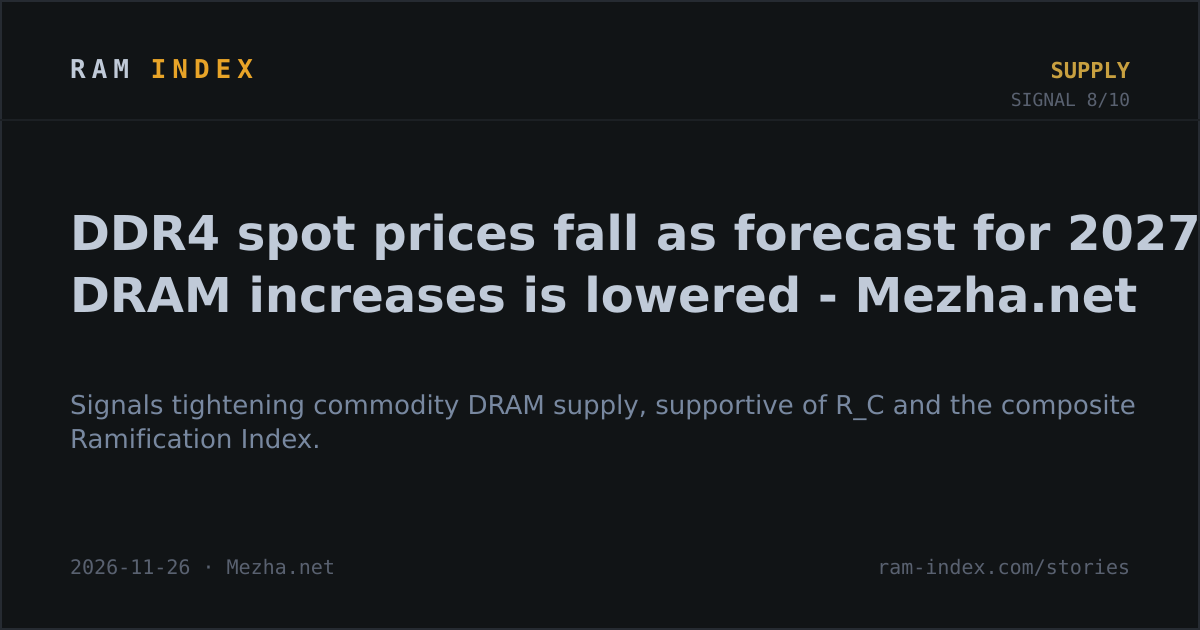 RAM INDEX
SUPPLY
SIGNAL 8/10
DDR4 spot prices fall as forecast for 2027
DRAM increases is lowered - Mezha.net
Signals tightening commodity DRAM supply, supportive of R_C and the composite
Ramification Index.
2026-11-26 · Mezha.net
ram-index.com/stories